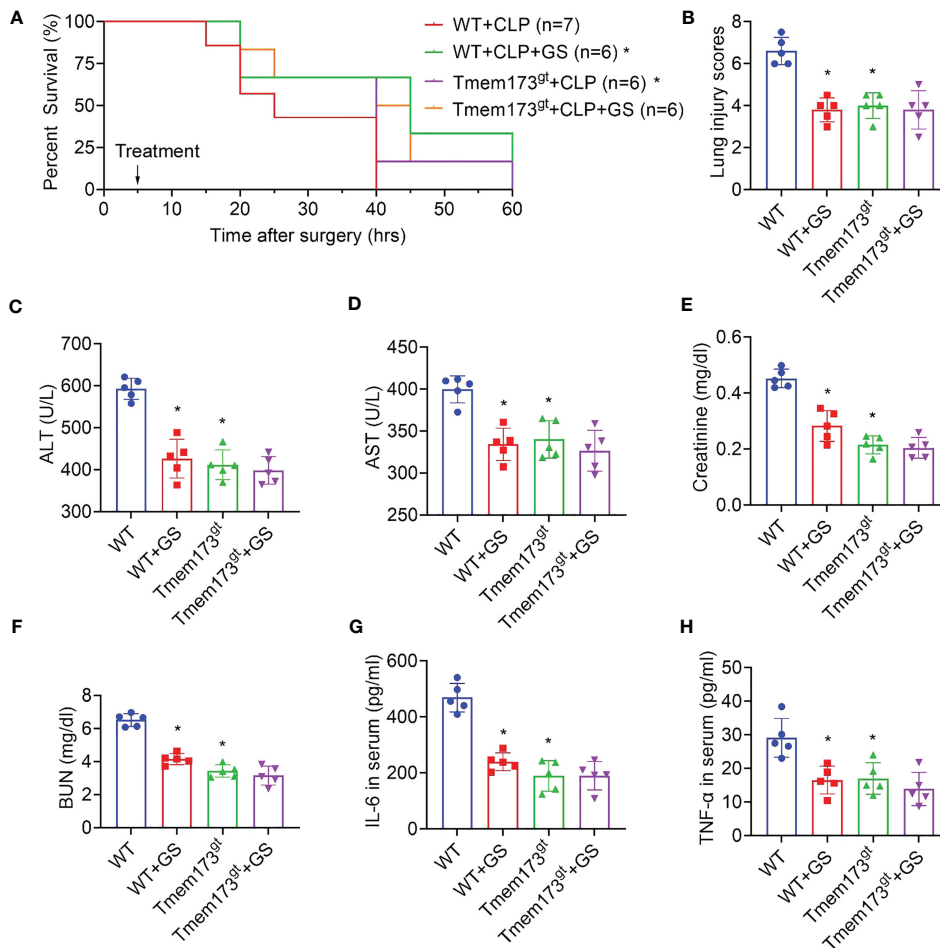 A
Percent Survival (%)
100
75
50
25
0
Treatment
0 10 20 30 40 50 60
Time after surgery (hrs)
WT+CLP (n=7)
WT+CLP+GS (n=6) *
Tmem173gt+CLP (n=6) *
Tmem173gt+CLP+GS (n=6)
B
Lung injury scores
8
6
4
2
0
* *
WT
WT+GS
Tmem173gt
Tmem173gt+GS
C
ALT (U/L)
700
600
500
400
300
* *
WT
WT+GS
Tmem173gt
Tmem173gt+GS
D
AST (U/L)
450
400
350
300
250
* *
WT
WT+GS
Tmem173gt
Tmem173gt+GS
E
Creatinine (mg/dl)
0.6
0.4
0.2
0.0
* *
WT
WT+GS
Tmem173gt
Tmem173gt+GS
F
BUN (mg/dl)
8
6
4
2
0
* *
WT
WT+GS
Tmem173gt
Tmem173gt+GS
G
IL-6 in serum (pg/ml)
600
400
200
0
* *
WT
WT+GS
Tmem173gt
Tmem173gt+GS
H
TNF-α in serum (pg/ml)
50
40
30
20
10
0
* *
WT
WT+GS
Tmem173gt
Tmem173gt+GS